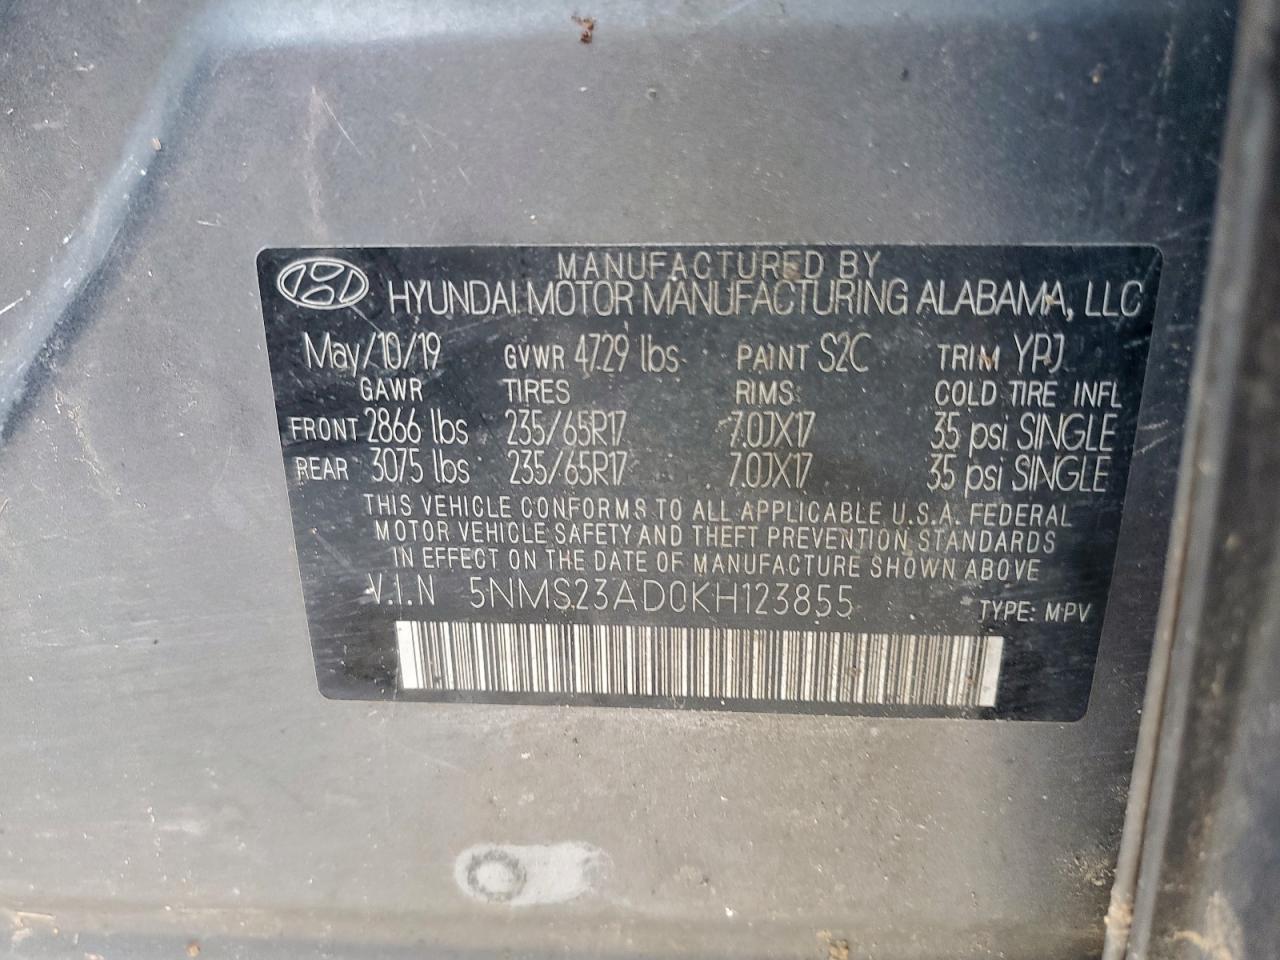 MANUFACTURED BY
HYUNDAI MOTOR MANUFACTURING ALABAMA, LLC
May/10/19 GVWR 4729 lbs PAINT S2C TRIM YPJ
GAWR TIRES RIMS COLD TIRE INFL
FRONT 2866 lbs 235/65R17 7.0JX17 35 psi SINGLE
REAR 3075 lbs 235/65R17 7.0JX17 35 psi SINGLE
THIS VEHICLE CONFORMS TO ALL APPLICABLE U.S.A. FEDERAL
MOTOR VEHICLE SAFETY AND THEFT PREVENTION STANDARDS
IN EFFECT ON THE DATE OF MANUFACTURE SHOWN ABOVE
V.I.N 5NMS23AD0KH123855 TYPE: MPV